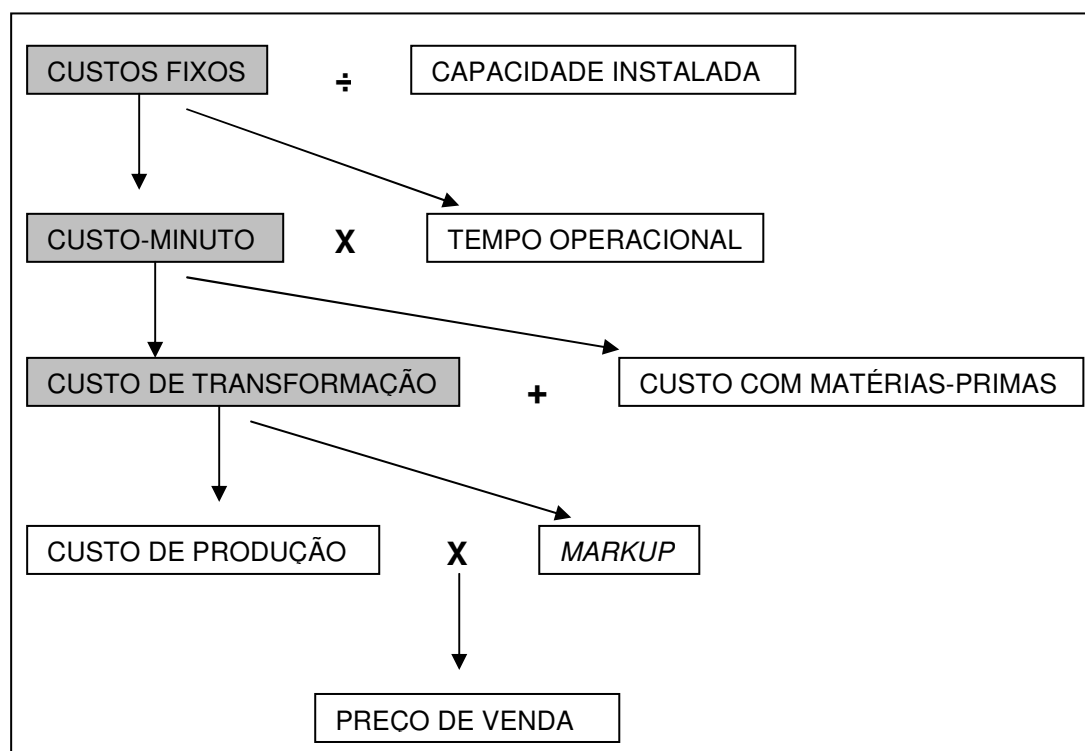 CUSTOS FIXOS ÷ CAPACIDADE INSTALADA
CUSTO-MINUTO X TEMPO OPERACIONAL
CUSTO DE TRANSFORMAÇÃO + CUSTO COM MATÉRIAS-PRIMAS
CUSTO DE PRODUÇÃO X MARKUP
PREÇO DE VENDA